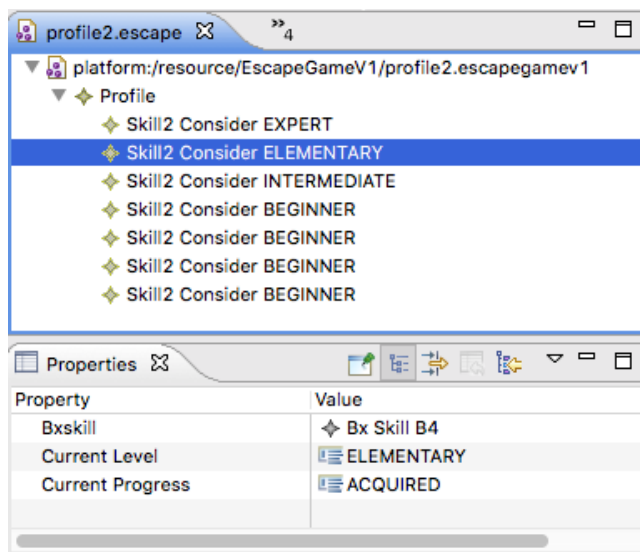 profile2.escape
»4
platform:/resource/EscapeGameV1/profile2.escapegamev1
Profile
Skill2 Consider EXPERT
Skill2 Consider ELEMENTARY
Skill2 Consider INTERMEDIATE
Skill2 Consider BEGINNER
Skill2 Consider BEGINNER
Skill2 Consider BEGINNER
Skill2 Consider BEGINNER
Properties
Property Value
Bxskill Bx Skill B4
Current Level ELEMENTARY
Current Progress ACQUIRED